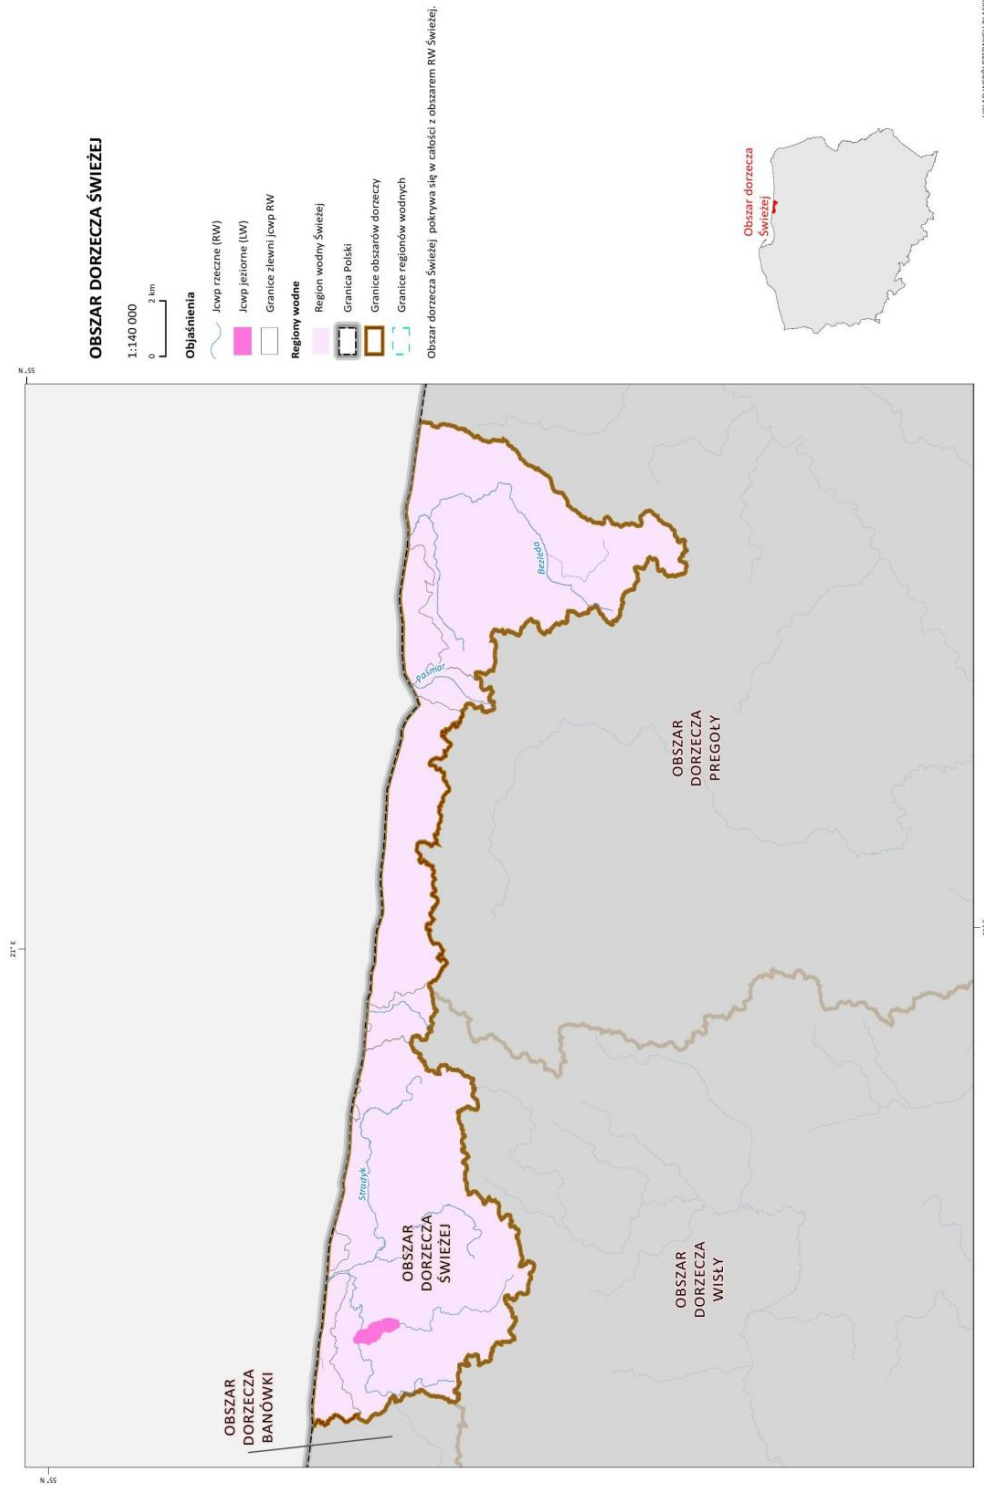 OBSZAR DORZECZA ŚWIEŻEJ
1:140 000
0 2 km
Objaśnienia
Jcwp rzeczne (RW)
Jcwp jeziorne (LW)
Granice zlewni jcwp RW
Regiony wodne
Region wodny Świeżej
Granica Polski
Granice obszarów dorzeczy
Granice regionów wodnych
Obszar dorzecza Świeżej pokrywa się w całości z obszarem RW Świeżej.
Obszar dorzecza
Świeżej
21° E
OBSZAR
DORZECZA
BANÓWKI
Stradyk
OBSZAR
DORZECZA
ŚWIEŻEJ
Pasmar
Bezleda
OBSZAR
DORZECZA
WISŁY
OBSZAR
DORZECZA
PREGOŁY